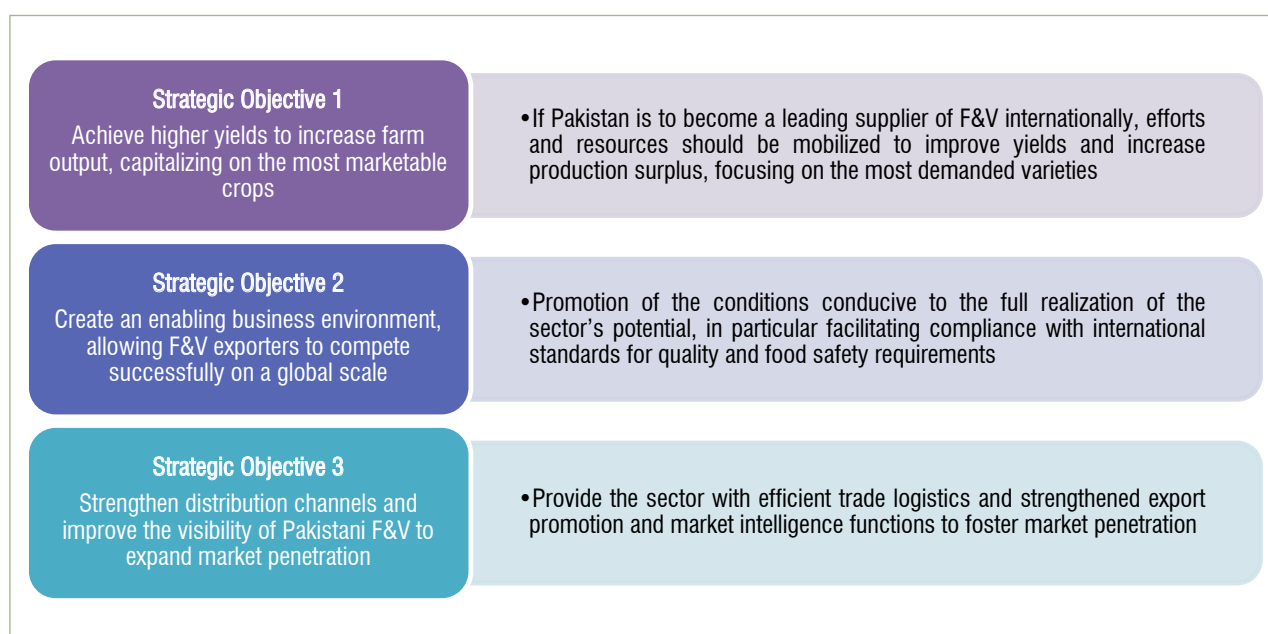 Strategic Objective 1
Achieve higher yields to increase farm
output, capitalizing on the most marketable
crops
•If Pakistan is to become a leading supplier of F&V internationally, efforts
and resources should be mobilized to improve yields and increase
production surplus, focusing on the most demanded varieties
Strategic Objective 2
Create an enabling business environment,
allowing F&V exporters to compete
successfully on a global scale
•Promotion of the conditions conducive to the full realization of the
sector’s potential, in particular facilitating compliance with international
standards for quality and food safety requirements
Strategic Objective 3
Strengthen distribution channels and
improve the visibility of Pakistani F&V to
expand market penetration
•Provide the sector with efficient trade logistics and strengthened export
promotion and market intelligence functions to foster market penetration